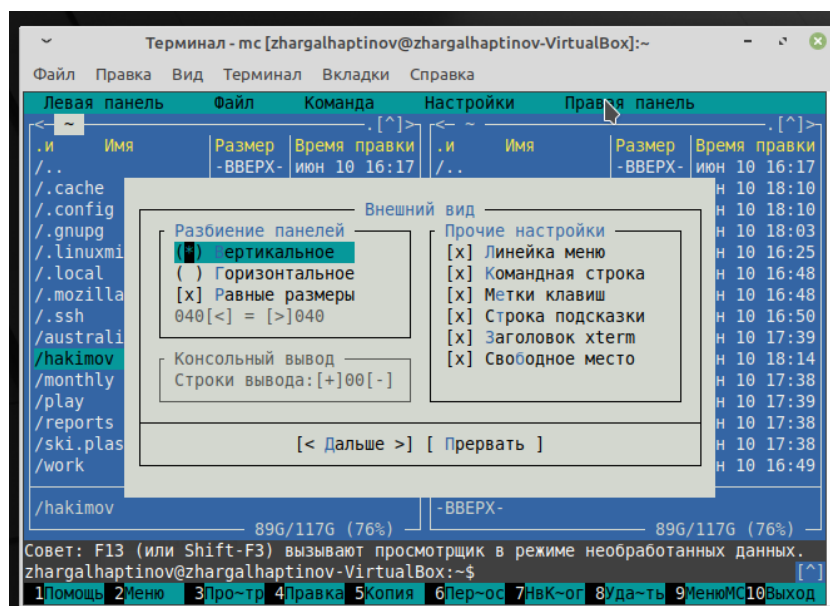 Терминал - mc [zhargalhaptinov@zhargalhaptinov-VirtualBox]:~
Файл Правка Вид Терминал Вкладки Справка
Левая панель Файл Команда Настройки Правая панель
<- ~ .[^]> <- ~ .[^]>
.и Имя Размер Время правки .и Имя Размер Время правки
/.. -ВВЕРХ- июн 10 16:17 /.. -ВВЕРХ- июн 10 16:17
/.cache н 10 18:10
/.config Внешний вид н 10 18:10
/.gnupg Разбиение панелей Прочие настройки н 10 18:03
/.linuxmi (*) Вертикальное [x] Линейка меню н 10 16:25
/.local ( ) Горизонтальное [x] Командная строка н 10 16:48
/.mozilla [x] Равные размеры [x] Метки клавиш н 10 16:48
/.ssh 040[<] = [>]040 [x] Строка подсказки н 10 16:50
/australi [x] Заголовок xterm н 10 17:39
/hakimov Консольный вывод [x] Свободное место н 10 18:14
/monthly Строки вывода:[+]00[-] н 10 17:38
/play н 10 17:39
/reports н 10 17:38
/ski.plas [< Дальше >] [ Прервать ] н 10 17:38
/work н 10 16:49
/hakimov -ВВЕРХ-
89G/117G (76%) 89G/117G (76%)
Совет: F13 (или Shift-F3) вызывают просмотрщик в режиме необработанных данных.
zhargalhaptinov@zhargalhaptinov-VirtualBox:~$ [^]
1Помощь 2Меню 3Про~тр 4Правка 5Копия 6Пер~ос 7НвК~ог 8Уда~ть 9МенюМС 10Выход